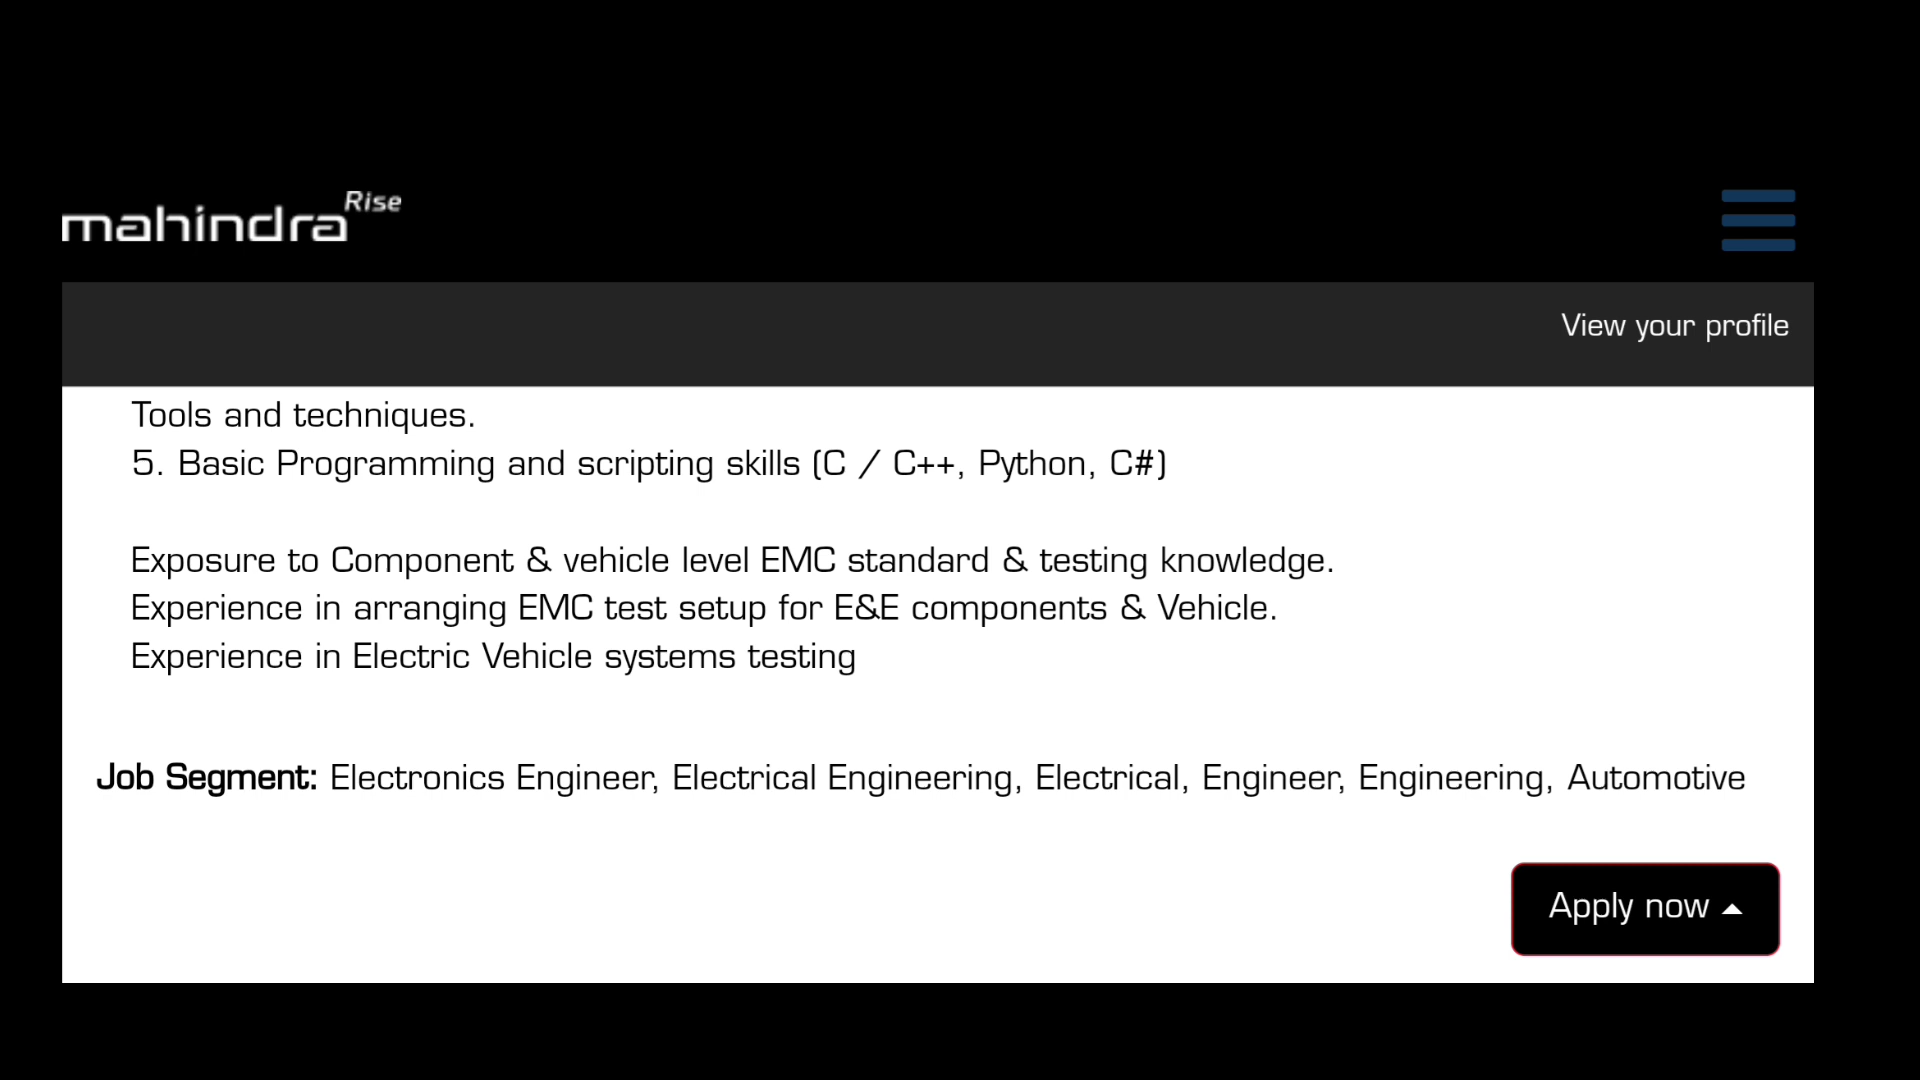 mahindra Rise
View your profile
Tools and techniques.
5. Basic Programming and scripting skills (C / C++, Python, C#)
Exposure to Component & vehicle level EMC standard & testing knowledge.
Experience in arranging EMC test setup for E&E components & Vehicle.
Experience in Electric Vehicle systems testing
Job Segment: Electronics Engineer, Electrical Engineering, Electrical, Engineer, Engineering, Automotive
Apply now